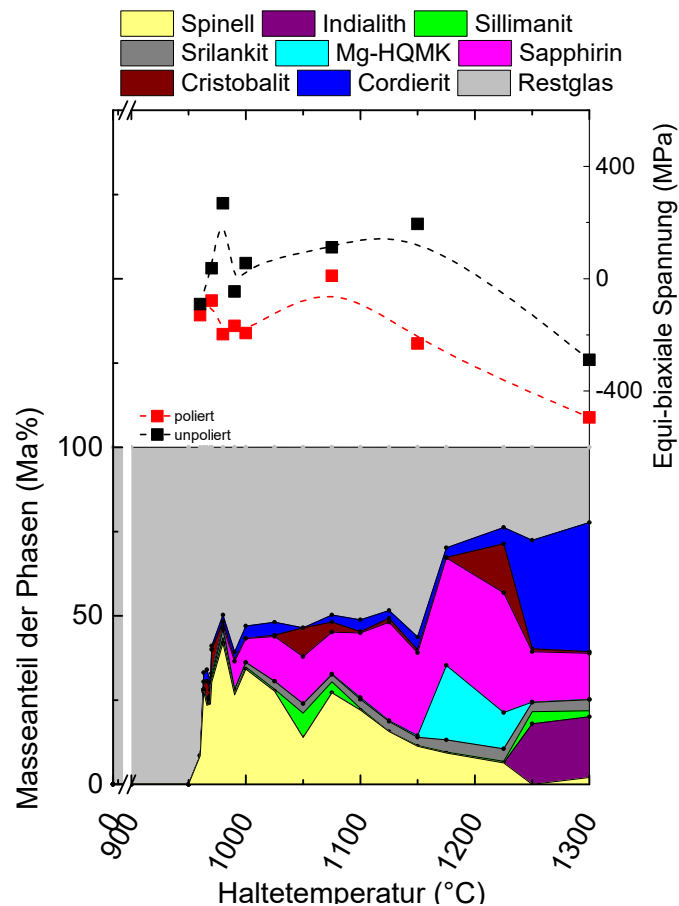 Spinell Indialith Sillimanit
Srilankit Mg-HQMK Sapphirin
Cristobalit Cordierit Restglas
400
0
-400
Equi-biaxiale Spannung (MPa)
poliert
unpoliert
100
50
0
Masseanteil der Phasen (Ma%)
0 900 1000 1100 1200 1300
Haltetemperatur (°C)